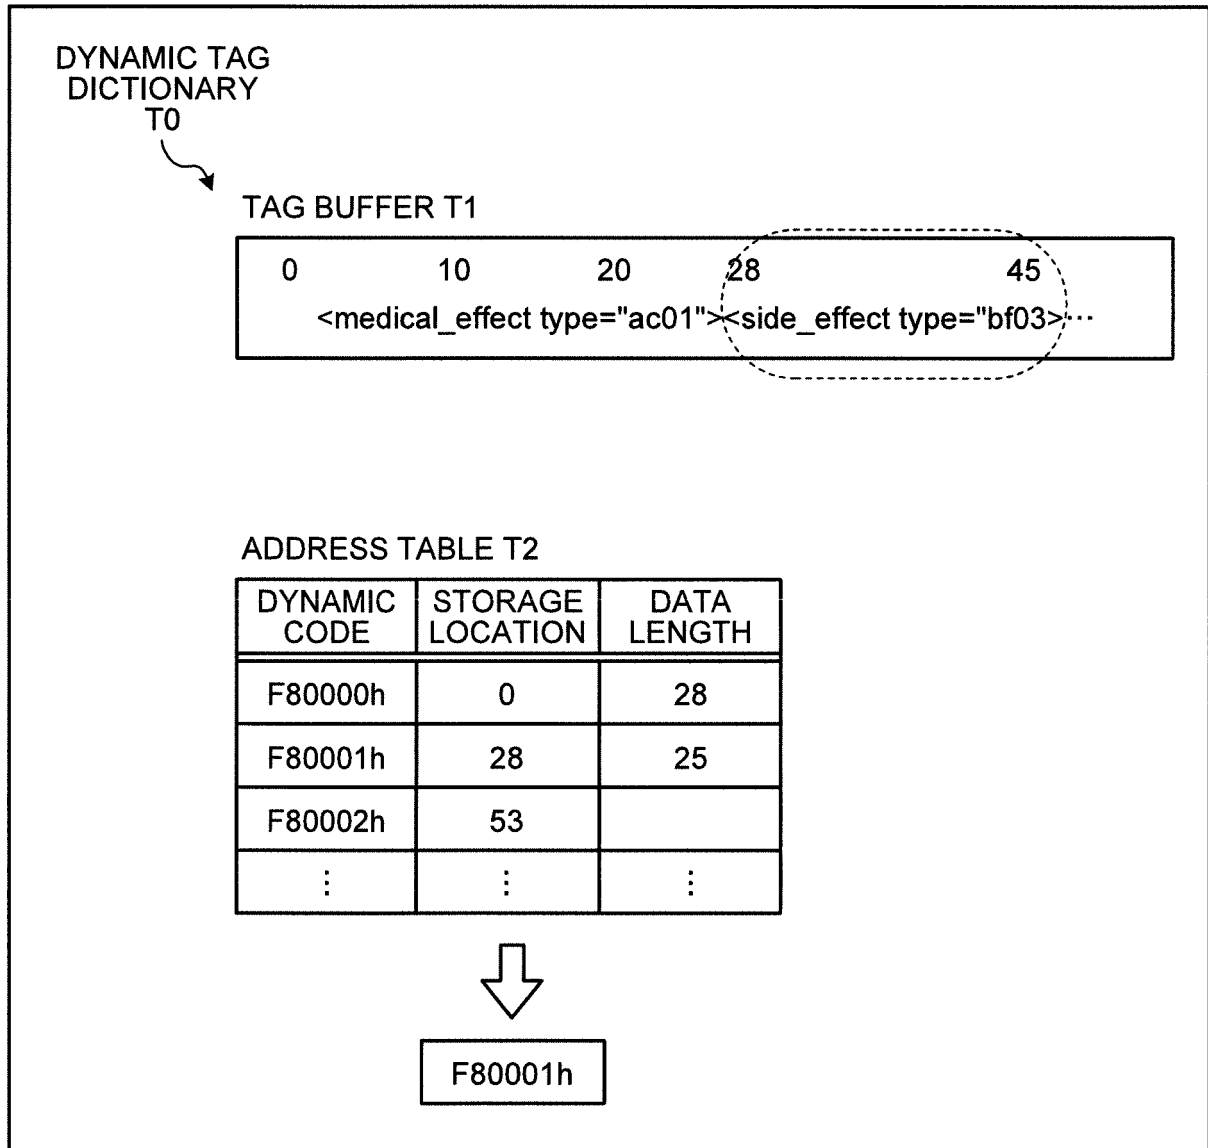 DYNAMIC TAG
DICTIONARY
T0
TAG BUFFER T1
0 10 20 28 45
<medical_effect type="ac01"><side_effect type="bf03>⋯
ADDRESS TABLE T2
DYNAMIC CODE STORAGE LOCATION DATA LENGTH
F80000h 0 28
F80001h 28 25
F80002h 53
⋮ ⋮ ⋮
F80001h